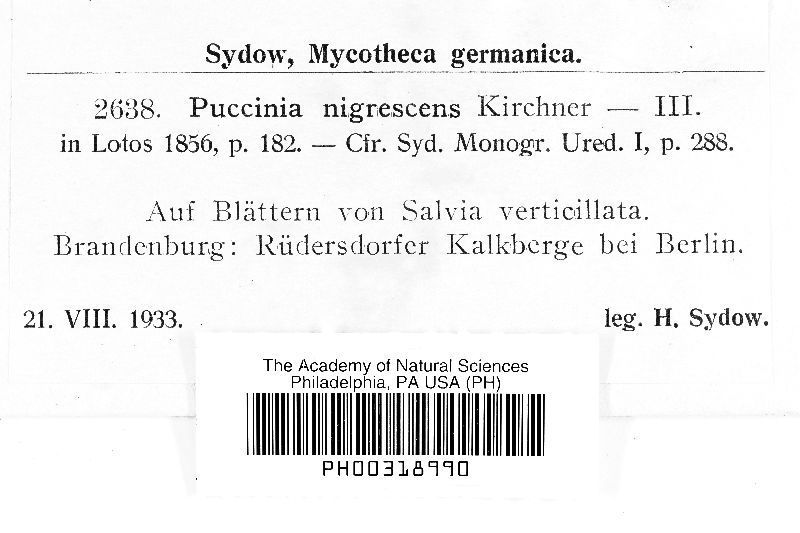 Sydow, Mycotheca germanica.
2638. Puccinia nigrescens Kirchner — III.
in Lotos 1856, p. 182. — Cfr. Syd. Monogr. Ured. I, p. 288.
Auf Blättern von Salvia verticillata.
Brandenburg: Rüdersdorfer Kalkberge bei Berlin.
21. VIII. 1933. leg. H. Sydow.
The Academy of Natural Sciences
Philadelphia, PA USA (PH)
PH00318990